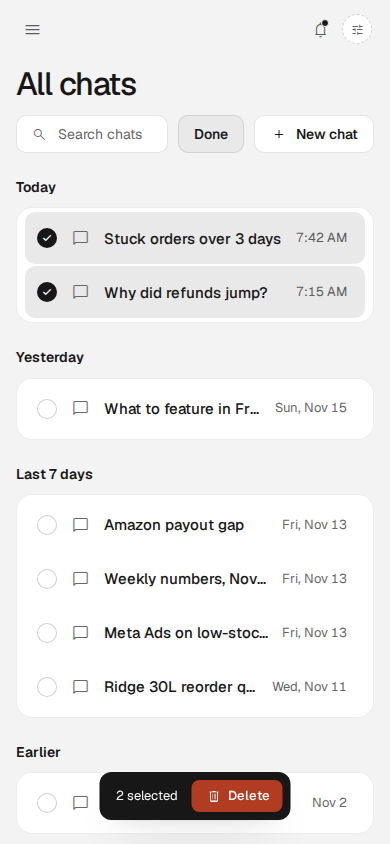 All chats
Search chats
Done
New chat
Today
Stuck orders over 3 days 7:42 AM
Why did refunds jump? 7:15 AM
Yesterday
What to feature in Fr... Sun, Nov 15
Last 7 days
Amazon payout gap Fri, Nov 13
Weekly numbers, Nov... Fri, Nov 13
Meta Ads on low-stoc... Fri, Nov 13
Ridge 30L reorder q... Wed, Nov 11
Earlier
Nov 2
2 selected Delete